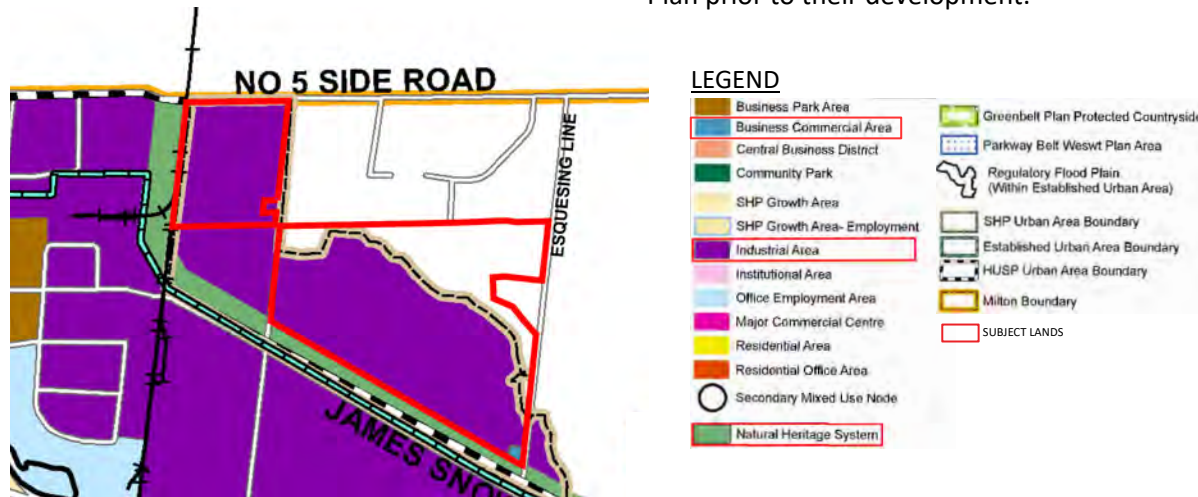 Plan prior to their development.
NO 5 SIDE ROAD
ESQUESING LINE
JAMES SNOW
LEGEND
Business Park Area
Business Commercial Area
Central Business District
Community Park
SHP Growth Area
SHP Growth Area- Employment
Industrial Area
Institutional Area
Office Employment Area
Major Commercial Centre
Residential Area
Residential Office Area
Secondary Mixed Use Node
Natural Heritage System
Greenbelt Plan Protected Countryside
Parkway Belt Weswt Plan Area
Regulatory Flood Plain
(Within Established Urban Area)
SHP Urban Area Boundary
Established Urban Area Boundary
HUSP Urban Area Boundary
Milton Boundary
SUBJECT LANDS